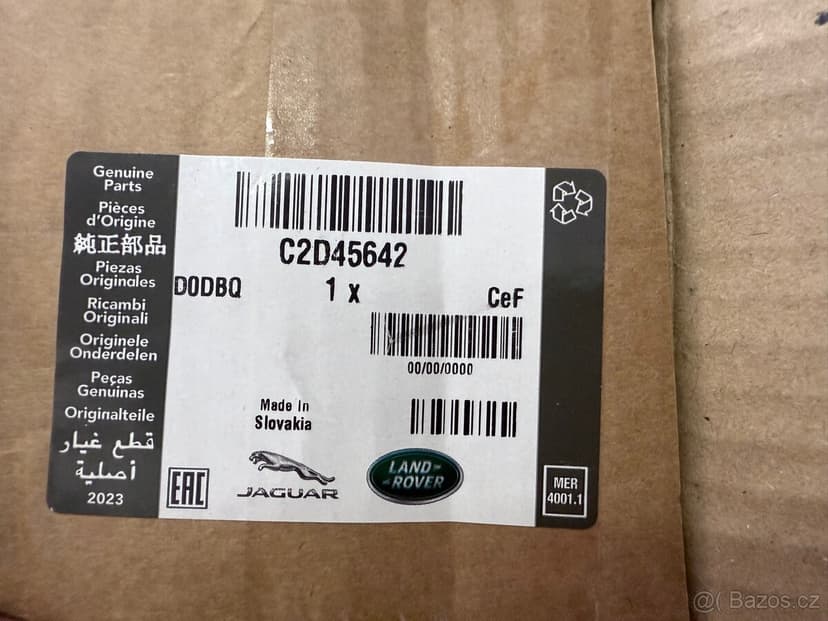 Genuine
Parts
Pièces
d'Origine
純正部品
Piezas
Originales
Ricambi
Originali
Originele
Onderdelen
Peças
Genuinas
Originalteile
قطع غيار
أصلية
2023
C2D45642
D0DBQ
1 x
CeF
00/00/0000
Made In
Slovakia
EAC
JAGUAR
LAND-
-ROVER
MER
4001.1
@( Bazos.cz